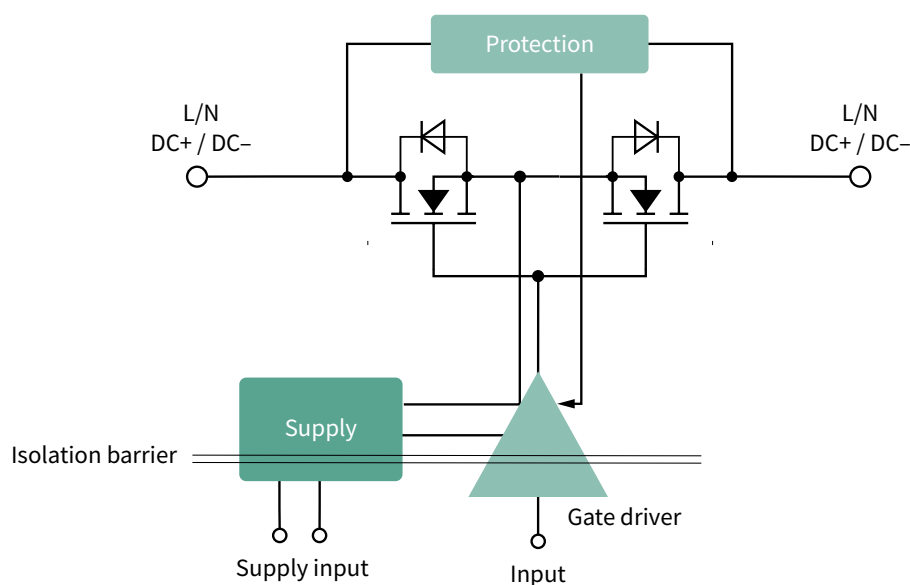 Protection
L/N
DC+ / DC–
L/N
DC+ / DC–
Supply
Isolation barrier
Gate driver
Supply input
Input